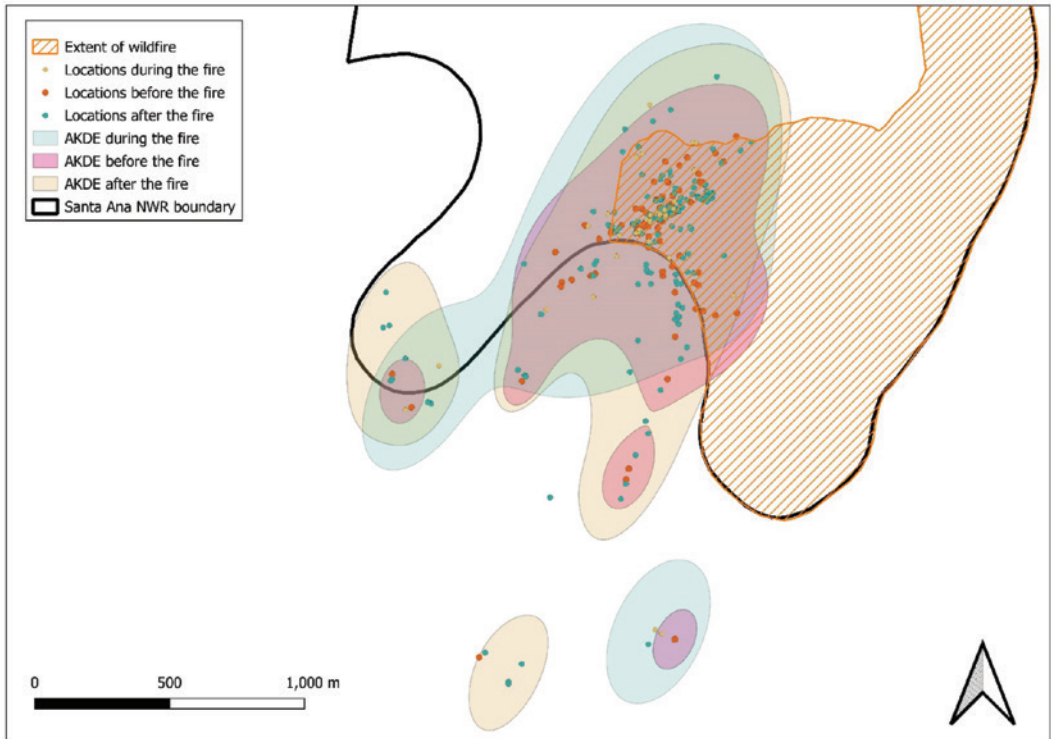 Extent of wildfire
Locations during the fire
Locations before the fire
Locations after the fire
AKDE during the fire
AKDE before the fire
AKDE after the fire
Santa Ana NWR boundary
0 500 1,000 m